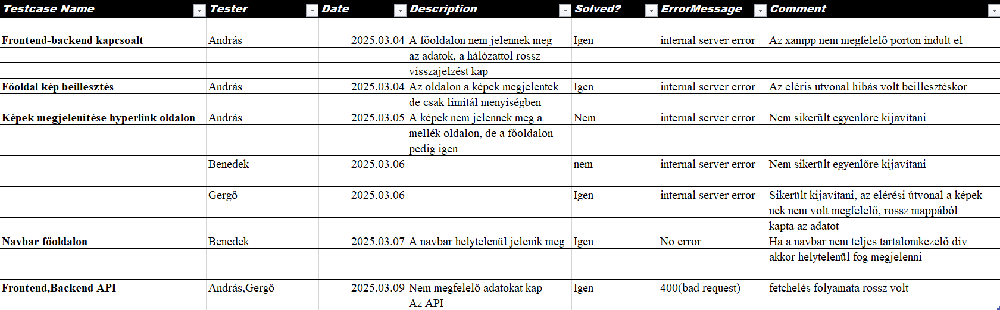 Testcase Name Tester Date Description Solved? ErrorMessage Comment
Frontend-backend kapcsoalt András 2025.03.04 A főoldalon nem jelennek meg Igen internal server error Az xampp nem megfelelő porton indult el
az adatok, a hálózattol rossz
visszajelzést kap
Főoldal kép beillesztés András 2025.03.04 Az oldalon a képek megjelentek Igen internal server error Az eléris utvonal hibás volt beillesztéskor
de csak limitál menyiségben
Képek megjelenítése hyperlink oldalon András 2025.03.05 A képek nem jelennek meg a Nem internal server error Nem sikerült egyenlőre kijavítani
mellék oldalon, de a főoldalon
pedig igen
Benedek 2025.03.06 nem internal server error Nem sikerült egyenlőre kijavítani
Gergő 2025.03.06 Igen internal server error Sikerült kijavítani, az elérési útvonal a képek
nek nem volt megfelelő, rossz mappából
kapta az adatot
Navbar főoldalon Benedek 2025.03.07 A navbar helytelenül jelenik meg Igen No error Ha a navbar nem teljes tartalomkezelő div
akkor helytelenül fog megjelenni
Frontend,Backend API András,Gergő 2025.03.09 Nem megfelelő adatokat kap Igen 400(bad request) fetchelés folyamata rossz volt
Az API